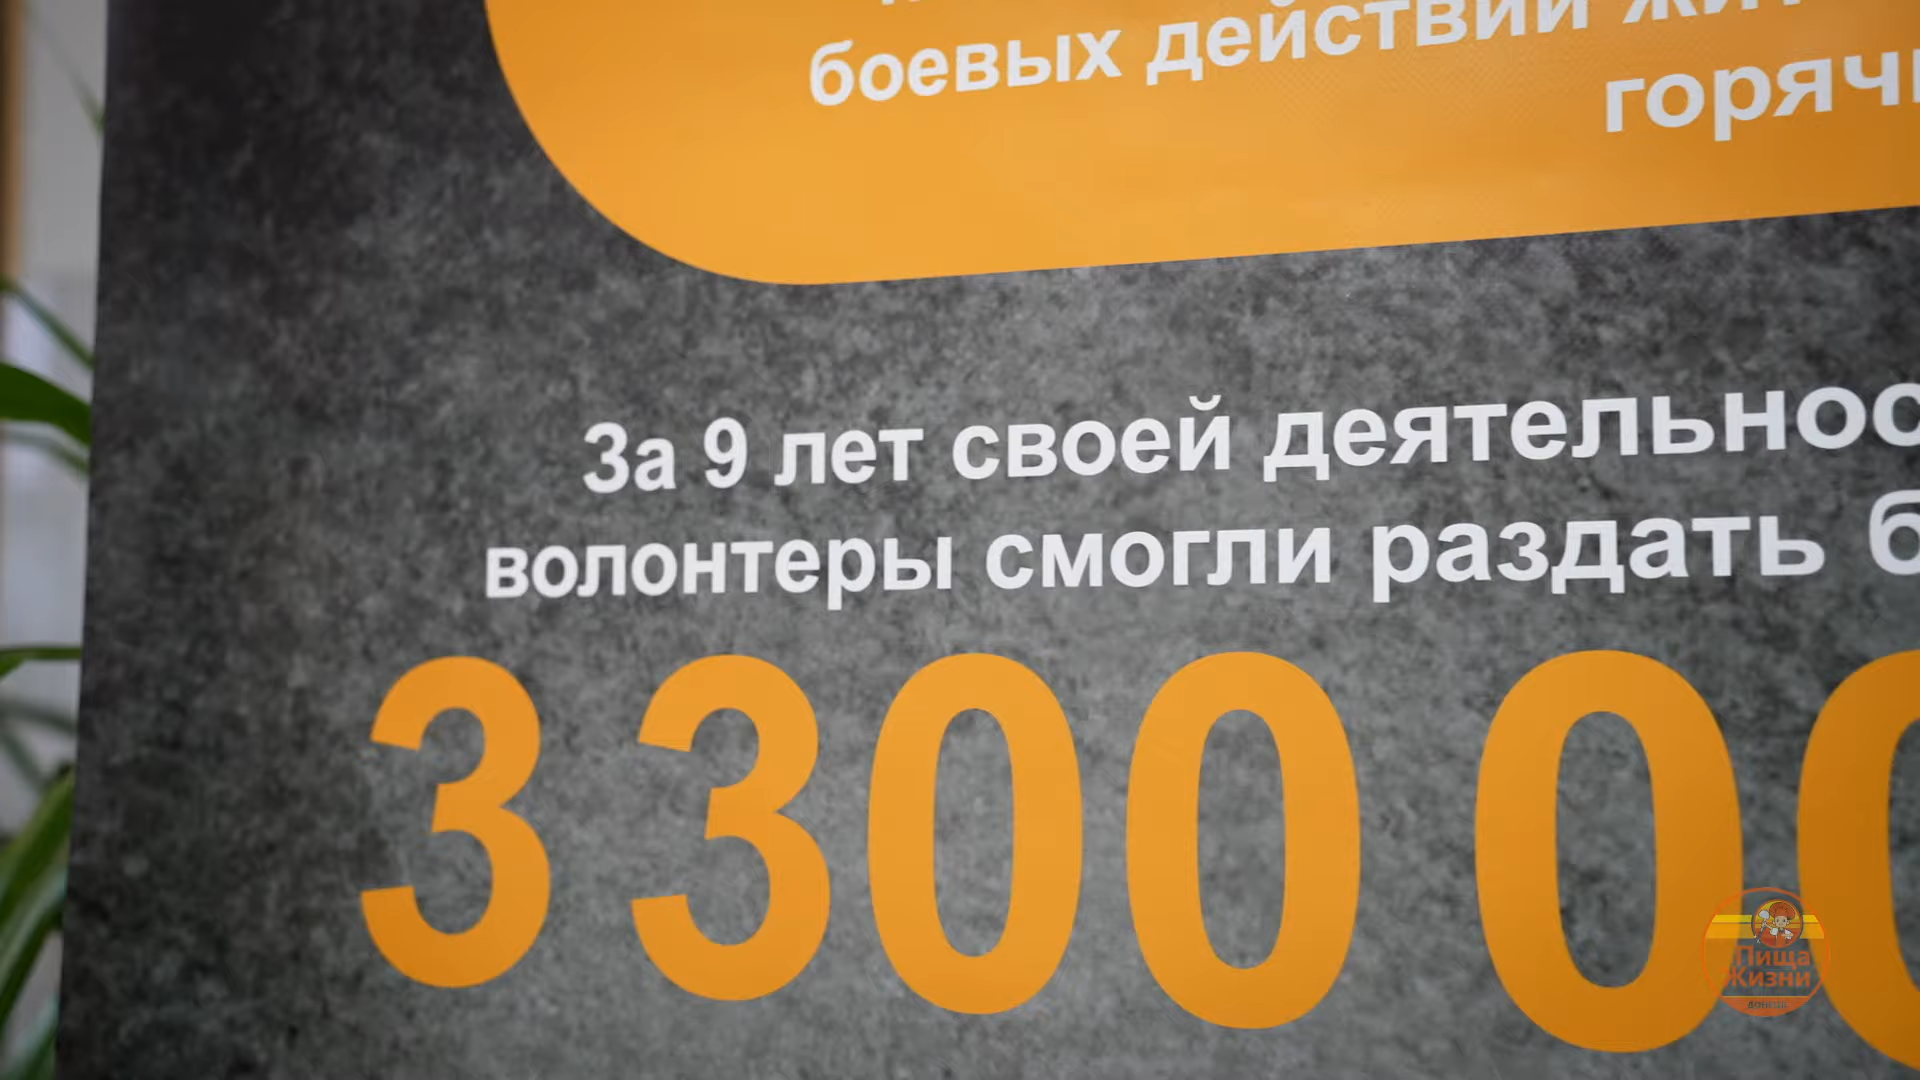 боевых действий
горяч
За 9 лет своей деятельнос
волонтеры смогли раздать б
3 300 00
Пища
Жизни